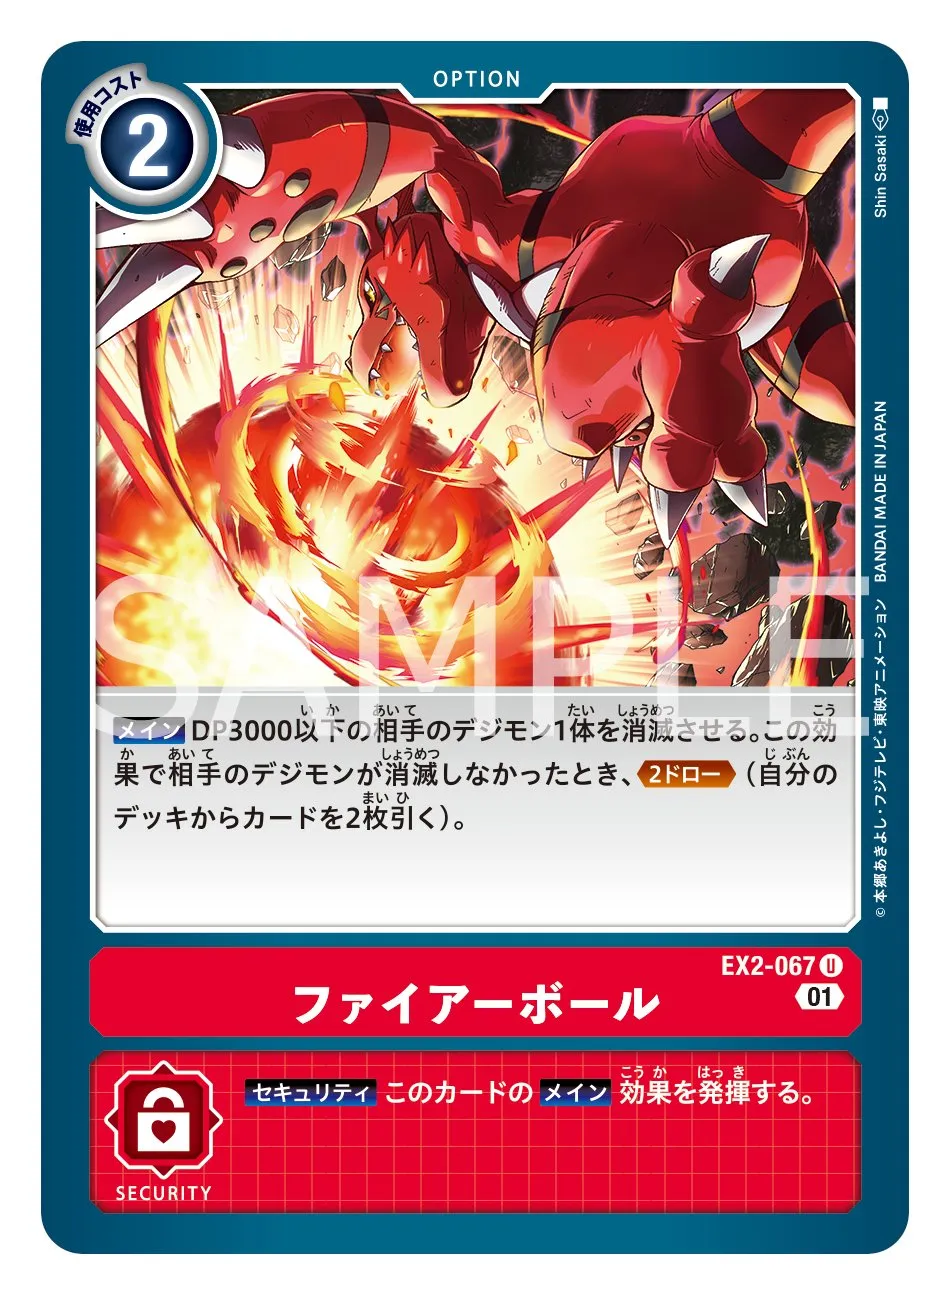 OPTION
使用コスト
2
Shin Sasaki
BANDAI MADE IN JAPAN
© 本郷あきよし・フジテレビ・東映アニメーション
SAMPLE
メイン DP3000以下の相手のデジモン1体を消滅させる。この効
果で相手のデジモンが消滅しなかったとき、2ドロー（自分の
デッキからカードを2枚引く）。
EX2-067 U
01
ファイアーボール
セキュリティ このカードの メイン 効果を発揮する。
SECURITY